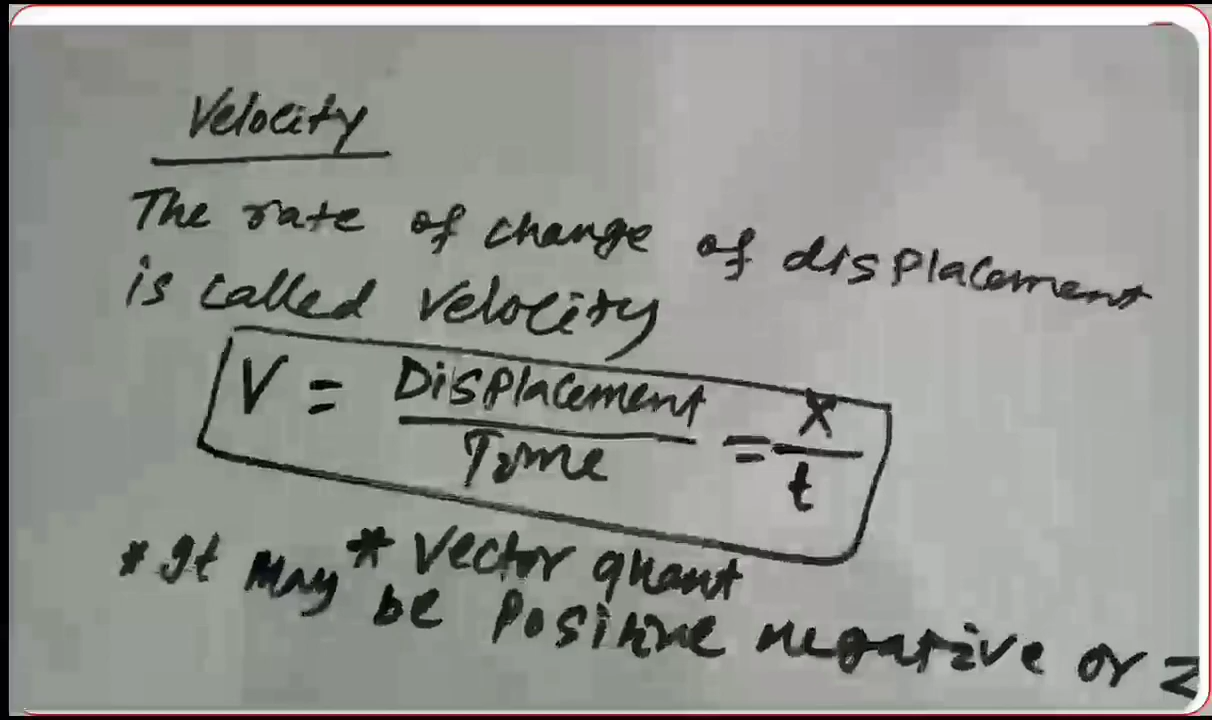 Velocity
The rate of change of displacement
is called velocity
V = Displacement / Time = x / t
* Vector quant
* It may be positive negative or